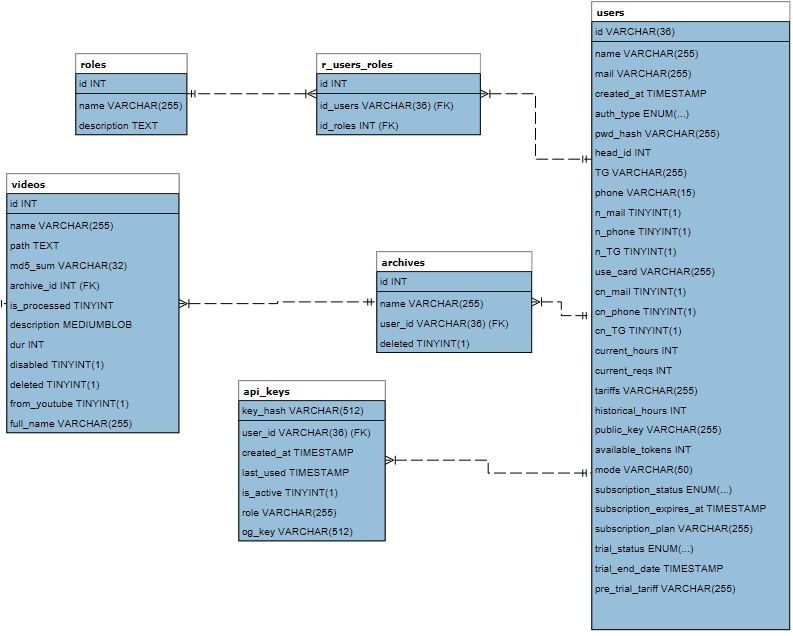 roles
id INT
name VARCHAR(255)
description TEXT
r_users_roles
id INT
id_users VARCHAR(36) (FK)
id_roles INT (FK)
users
id VARCHAR(36)
name VARCHAR(255)
mail VARCHAR(255)
created_at TIMESTAMP
auth_type ENUM(...)
pwd_hash VARCHAR(255)
head_id INT
TG VARCHAR(255)
phone VARCHAR(15)
n_mail TINYINT(1)
n_phone TINYINT(1)
n_TG TINYINT(1)
use_card VARCHAR(255)
cn_mail TINYINT(1)
cn_phone TINYINT(1)
cn_TG TINYINT(1)
current_hours INT
current_reqs INT
tariffs VARCHAR(255)
historical_hours INT
public_key VARCHAR(255)
available_tokens INT
mode VARCHAR(50)
subscription_status ENUM(...)
subscription_expires_at TIMESTAMP
subscription_plan VARCHAR(255)
trial_status ENUM(...)
trial_end_date TIMESTAMP
pre_trial_tariff VARCHAR(255)
videos
id INT
name VARCHAR(255)
path TEXT
md5_sum VARCHAR(32)
archive_id INT (FK)
is_processed TINYINT
description MEDIUMBLOB
dur INT
disabled TINYINT(1)
deleted TINYINT(1)
from_youtube TINYINT(1)
full_name VARCHAR(255)
archives
id INT
name VARCHAR(255)
user_id VARCHAR(36) (FK)
deleted TINYINT(1)
api_keys
key_hash VARCHAR(512)
user_id VARCHAR(36) (FK)
created_at TIMESTAMP
last_used TIMESTAMP
is_active TINYINT(1)
role VARCHAR(255)
og_key VARCHAR(512)